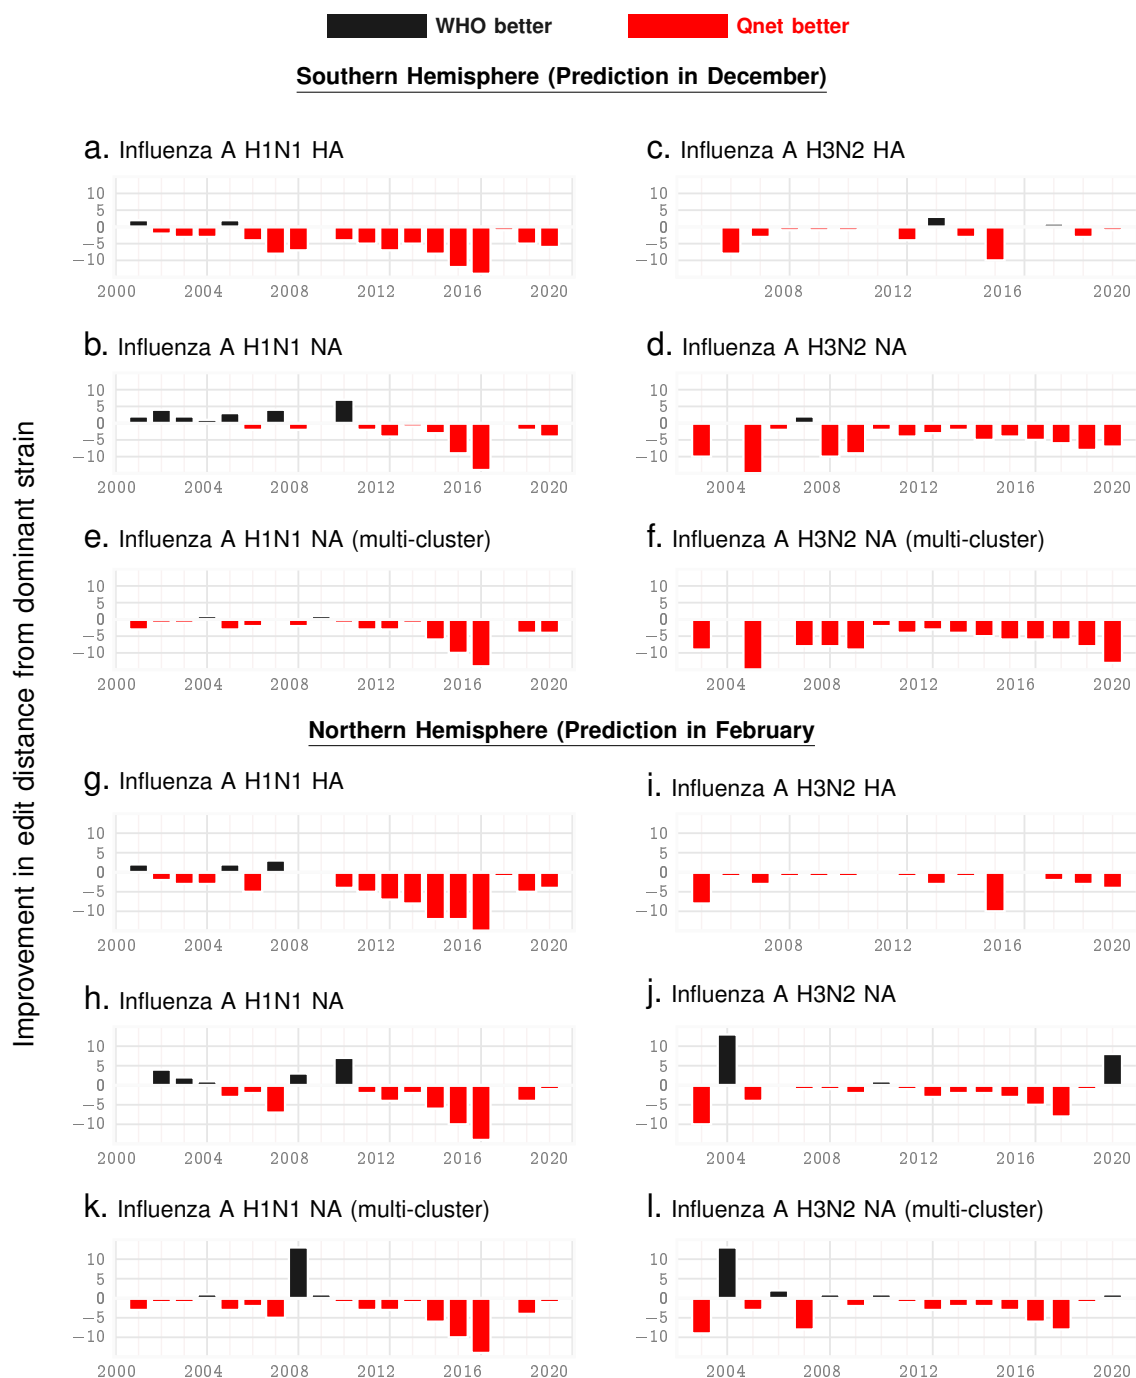 WHO better Qnet better
Southern Hemisphere (Prediction in December)
a. Influenza A H1N1 HA
10
5
0
−5
−10
2000 2004 2008 2012 2016 2020
c. Influenza A H3N2 HA
10
5
0
−5
−10
2008 2012 2016 2020
b. Influenza A H1N1 NA
10
5
0
−5
−10
2000 2004 2008 2012 2016 2020
d. Influenza A H3N2 NA
10
5
0
−5
−10
2004 2008 2012 2016 2020
e. Influenza A H1N1 NA (multi-cluster)
10
5
0
−5
−10
2000 2004 2008 2012 2016 2020
f. Influenza A H3N2 NA (multi-cluster)
10
5
0
−5
−10
2004 2008 2012 2016 2020
Improvement in edit distance from dominant strain
Northern Hemisphere (Prediction in February
g. Influenza A H1N1 HA
10
5
0
−5
−10
2000 2004 2008 2012 2016 2020
i. Influenza A H3N2 HA
10
5
0
−5
−10
2008 2012 2016 2020
h. Influenza A H1N1 NA
10
5
0
−5
−10
2000 2004 2008 2012 2016 2020
j. Influenza A H3N2 NA
10
5
0
−5
−10
2004 2008 2012 2016 2020
k. Influenza A H1N1 NA (multi-cluster)
10
5
0
−5
−10
2000 2004 2008 2012 2016 2020
l. Influenza A H3N2 NA (multi-cluster)
10
5
0
−5
−10
2004 2008 2012 2016 2020